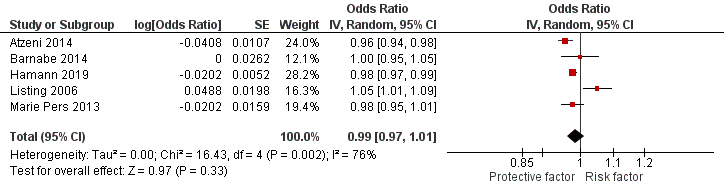 Odds Ratio Odds Ratio
Study or Subgroup log[Odds Ratio] SE Weight IV, Random, 95% CI IV, Random, 95% CI
Atzeni 2014 -0.0408 0.0107 24.0% 0.96 [0.94, 0.98]
Barnabe 2014 0 0.0262 12.1% 1.00 [0.95, 1.05]
Hamann 2019 -0.0202 0.0052 28.2% 0.98 [0.97, 0.99]
Listing 2006 0.0488 0.0198 16.3% 1.05 [1.01, 1.09]
Marie Pers 2013 -0.0202 0.0159 19.4% 0.98 [0.95, 1.01]
Total (95% CI) 100.0% 0.99 [0.97, 1.01]
Heterogeneity: Tau² = 0.00; Chi² = 16.43, df = 4 (P = 0.002); I² = 76%
Test for overall effect: Z = 0.97 (P = 0.33)
0.85 1 1.1 1.2
Protective factor Risk factor